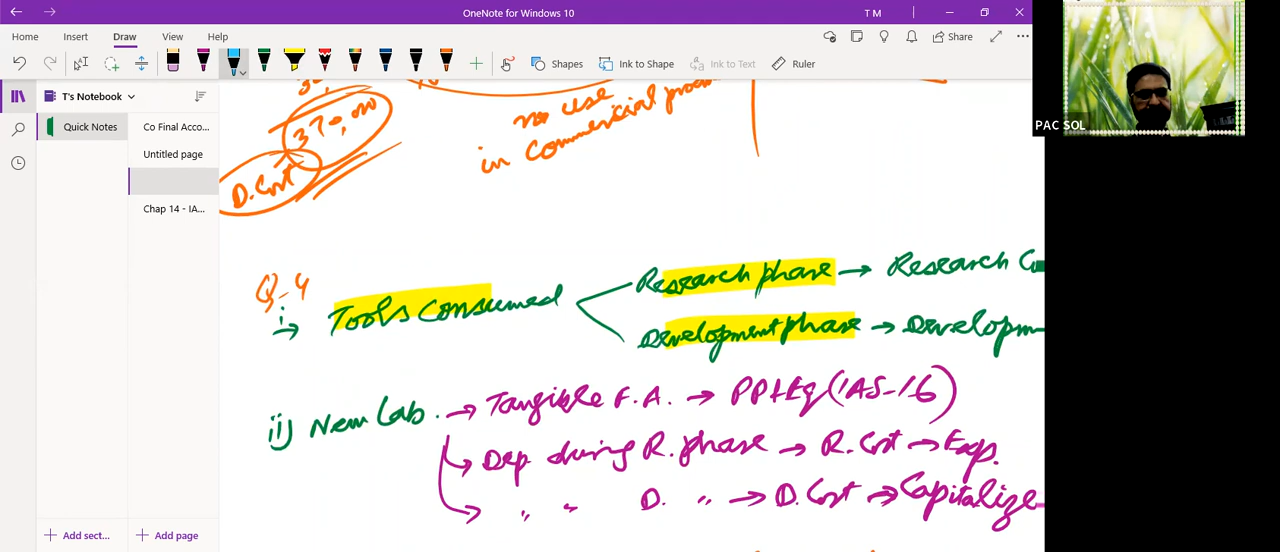 OneNote for Windows 10
T M
Home Insert Draw View Help
Share
Shapes
Ink to Shape
Ink to Text
Ruler
T's Notebook
Quick Notes
Co Final Acco...
Untitled page
Chap 14 - IA...
Add sect...
Add page
PAC SOL
370,000
D. Cost
no use
in commercial
Q-4
i
Tools Consumed
Research phase → Research
Development phase → Developm
ii) New Lab. → Tangible F.A. → PP+Eq (IAS-16)
Dep during R. phase → R. Cost → Exp.
" " D. " → D. Cost → Capitalize